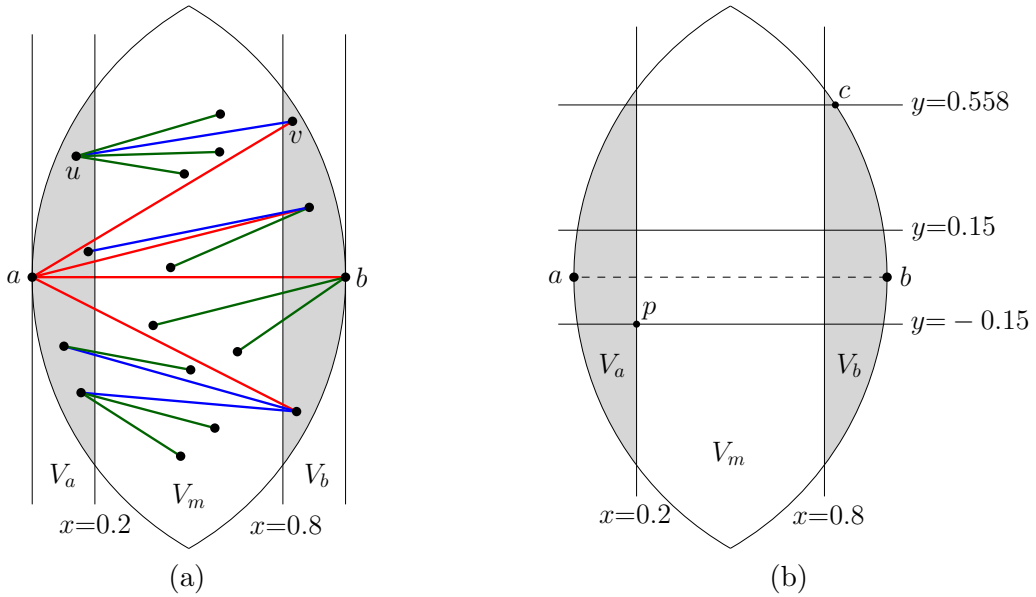 u
v
a
b
V_a
V_m
V_b
x=0.2
x=0.8
(a)
c
y=0.558
y=0.15
a
b
p
y=−0.15
V_a
V_b
V_m
x=0.2
x=0.8
(b)